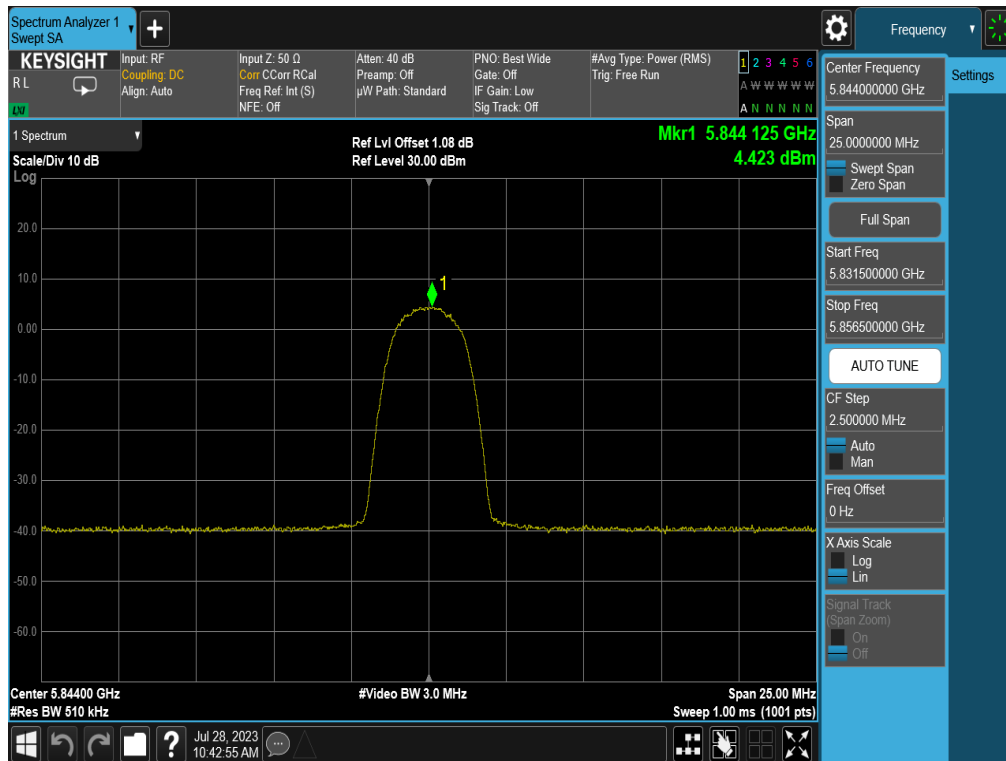 Spectrum Analyzer 1
Swept SA
Frequency
KEYSIGHT
R L
LXI
Input: RF
Coupling: DC
Align: Auto
Input Z: 50 Ω
Corr CCorr RCal
Freq Ref: Int (S)
NFE: Off
Atten: 40 dB
Preamp: Off
µW Path: Standard
PNO: Best Wide
Gate: Off
IF Gain: Low
Sig Track: Off
#Avg Type: Power (RMS)
Trig: Free Run
1 2 3 4 5 6
A W W W W W
A N N N N N
1 Spectrum
Scale/Div 10 dB
Log
Ref Lvl Offset 1.08 dB
Ref Level 30.00 dBm
Mkr1 5.844 125 GHz
4.423 dBm
1
20.0
10.0
0.00
-10.0
-20.0
-30.0
-40.0
-50.0
-60.0
Center 5.84400 GHz
#Res BW 510 kHz
#Video BW 3.0 MHz
Span 25.00 MHz
Sweep 1.00 ms (1001 pts)
Center Frequency
5.844000000 GHz
Span
25.0000000 MHz
Swept Span
Zero Span
Full Span
Start Freq
5.831500000 GHz
Stop Freq
5.856500000 GHz
AUTO TUNE
CF Step
2.500000 MHz
Auto
Man
Freq Offset
0 Hz
X Axis Scale
Log
Lin
Signal Track
(Span Zoom)
On
Off
Settings
?
Jul 28, 2023
10:42:55 AM